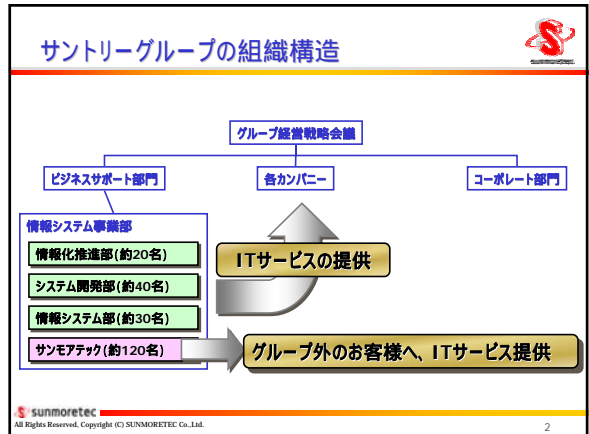 サントリーグループの組織構造
グループ経営戦略会議
ビジネスサポート部門
各カンパニー
コーポレート部門
情報システム事業部
情報化推進部(約20名)
システム開発部(約40名)
情報システム部(約30名)
サンモアテック(約120名)
ITサービスの提供
グループ外のお客様へ、ITサービス提供
sunmoretec
All Rights Reserved, Copyright (C) SUNMORETEC Co.,Ltd.
2